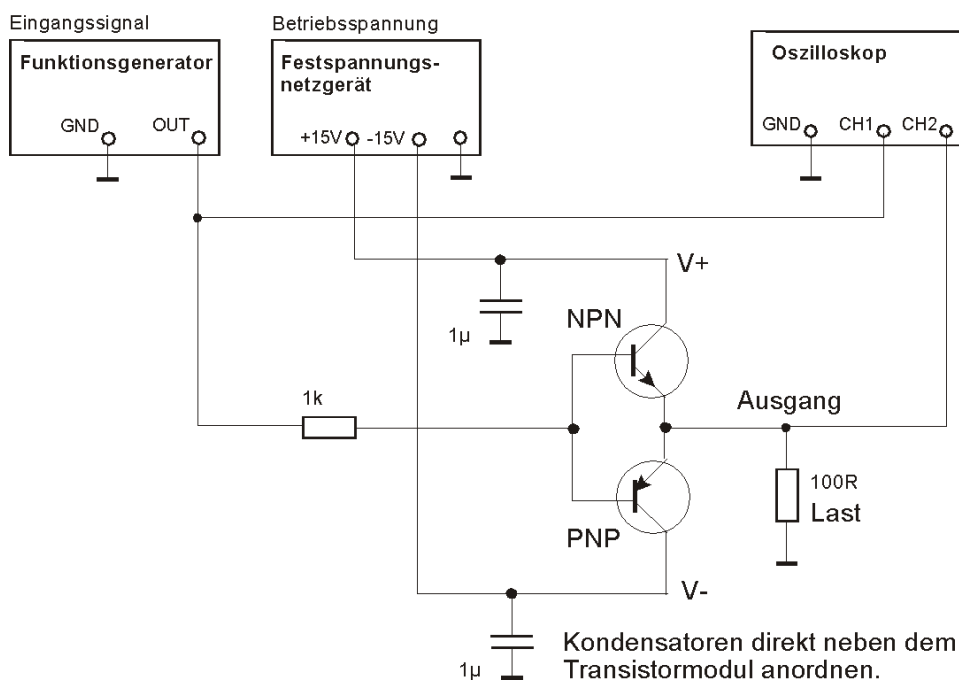 Eingangssignal
Betriebsspannung
Funktionsgenerator
Festspannungs-
netzgerät
Oszilloskop
GND
OUT
+15V
-15V
GND
CH1
CH2
V+
1µ
NPN
1k
Ausgang
100R
Last
PNP
V-
1µ
Kondensatoren direkt neben dem
Transistormodul anordnen.